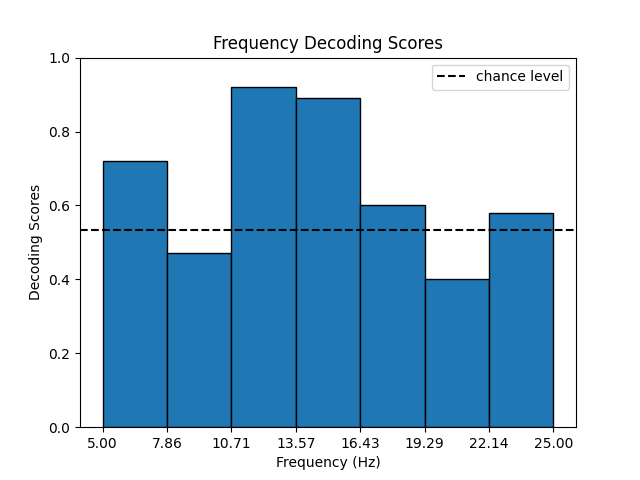 Frequency Decoding Scores
chance level
Decoding Scores
1.0
0.8
0.6
0.4
0.2
0.0
5.00 7.86 10.71 13.57 16.43 19.29 22.14 25.00
Frequency (Hz)